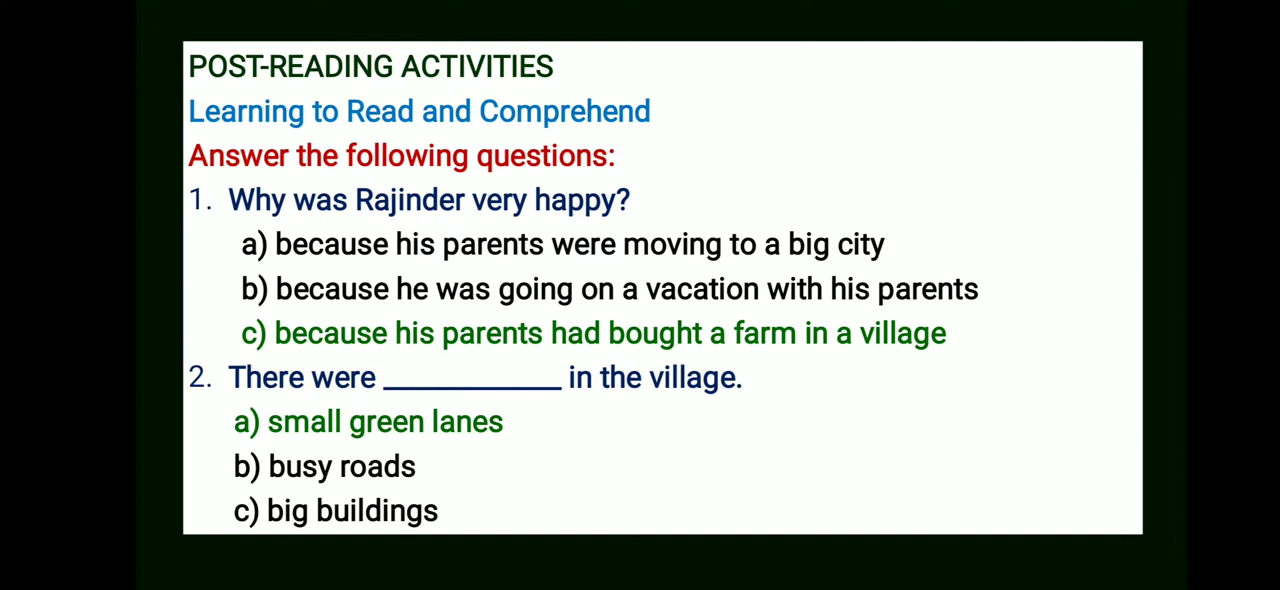 POST-READING ACTIVITIES
Learning to Read and Comprehend
Answer the following questions:
1. Why was Rajinder very happy?
a) because his parents were moving to a big city
b) because he was going on a vacation with his parents
c) because his parents had bought a farm in a village
2. There were ____________ in the village.
a) small green lanes
b) busy roads
c) big buildings